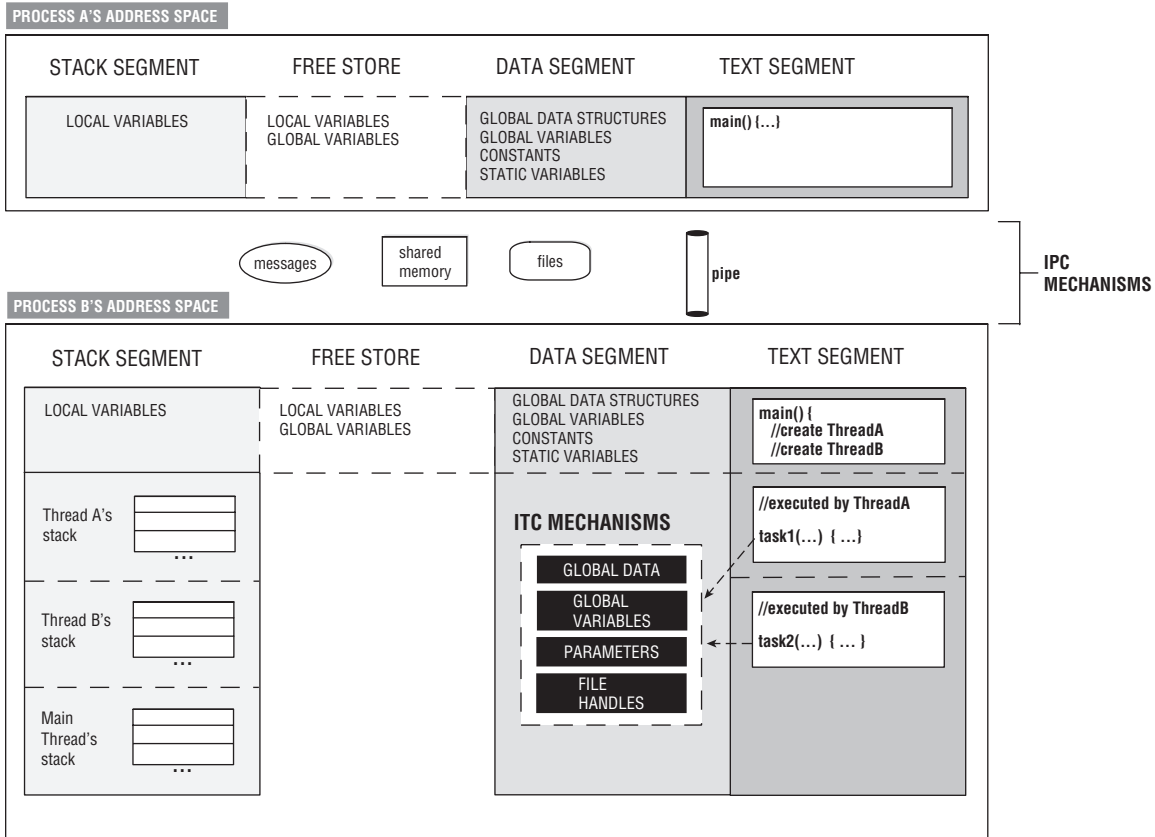 PROCESS A'S ADDRESS SPACE
STACK SEGMENT
FREE STORE
DATA SEGMENT
TEXT SEGMENT
LOCAL VARIABLES
LOCAL VARIABLES
GLOBAL VARIABLES
GLOBAL DATA STRUCTURES
GLOBAL VARIABLES
CONSTANTS
STATIC VARIABLES
main() {...}
messages
shared
memory
files
pipe
IPC
MECHANISMS
PROCESS B'S ADDRESS SPACE
STACK SEGMENT
FREE STORE
DATA SEGMENT
TEXT SEGMENT
LOCAL VARIABLES
LOCAL VARIABLES
GLOBAL VARIABLES
GLOBAL DATA STRUCTURES
GLOBAL VARIABLES
CONSTANTS
STATIC VARIABLES
main() {
//create ThreadA
//create ThreadB
Thread A's
stack
...
ITC MECHANISMS
GLOBAL DATA
GLOBAL
VARIABLES
PARAMETERS
FILE
HANDLES
//executed by ThreadA
task1(...) { ...}
Thread B's
stack
...
//executed by ThreadB
task2(...) { ... }
Main
Thread's
stack
...